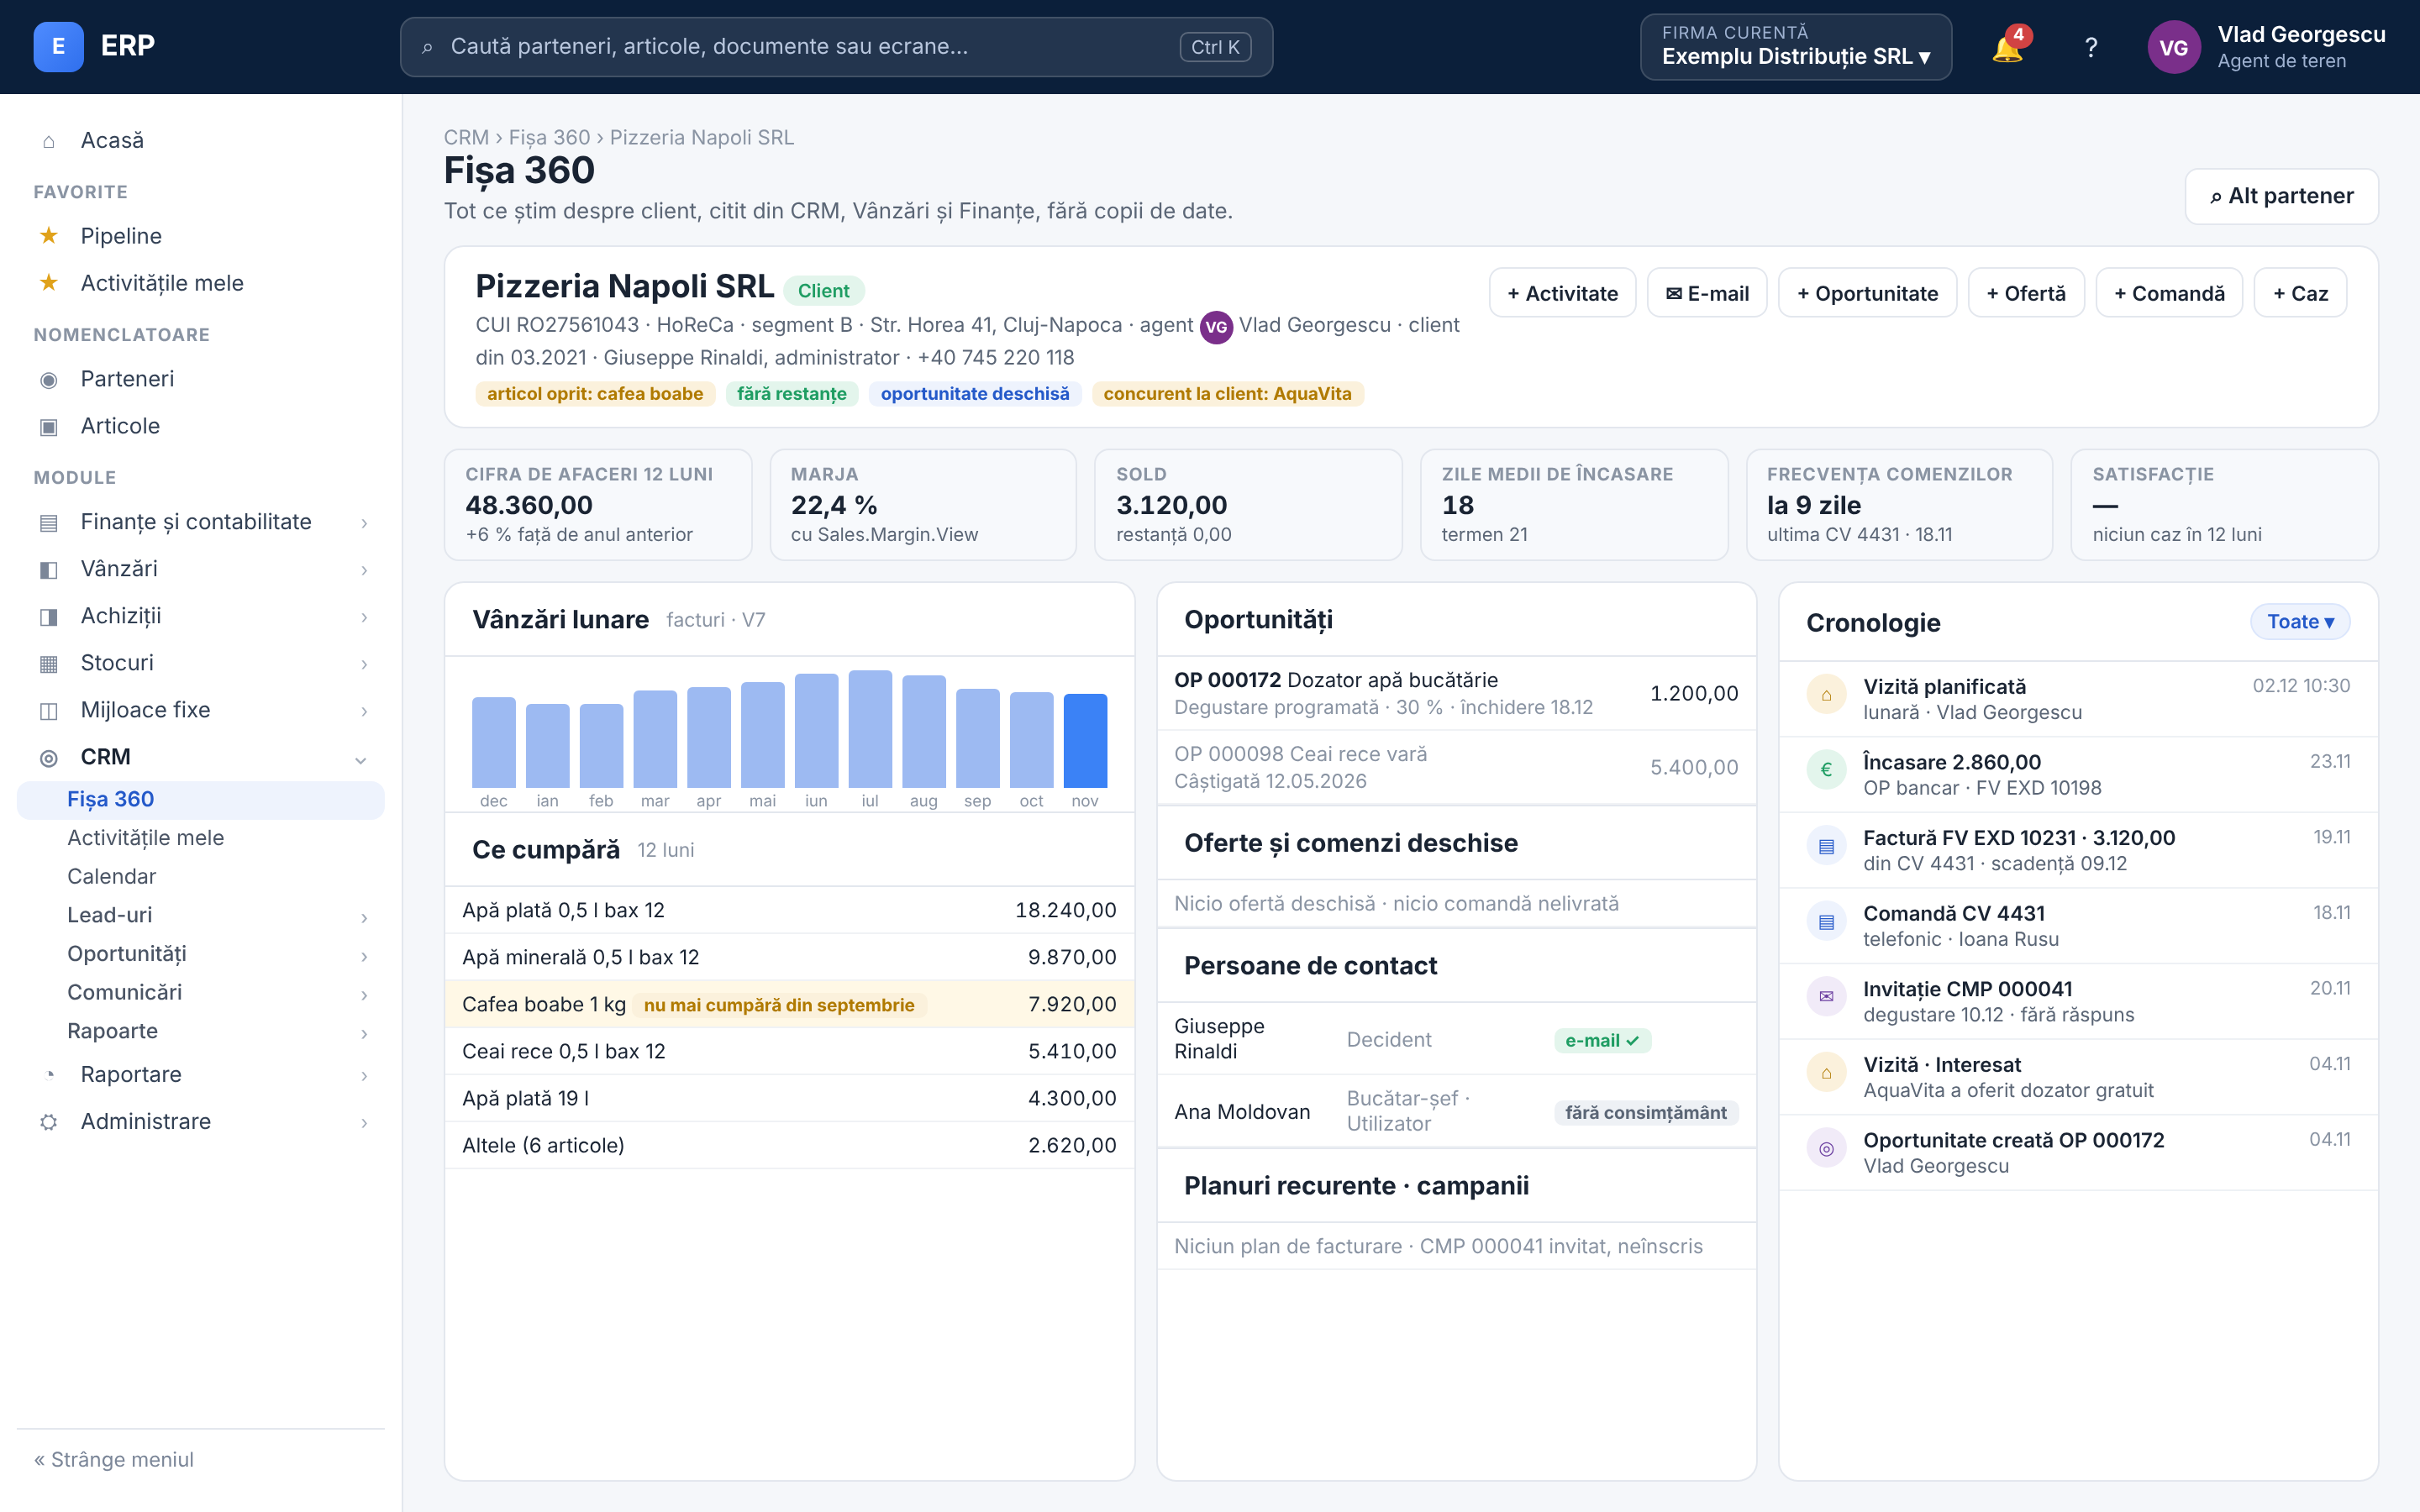 E ERP
Caută parteneri, articole, documente sau ecrane... Ctrl K
FIRMA CURENTĂ
Exemplu Distribuție SRL ▾
4
?
VG
Vlad Georgescu
Agent de teren
Acasă
FAVORITE
★ Pipeline
★ Activitățile mele
NOMENCLATOARE
Parteneri
Articole
MODULE
Finanțe și contabilitate ›
Vânzări ›
Achiziții ›
Stocuri ›
Mijloace fixe ›
CRM
Fișa 360
Activitățile mele
Calendar
Lead-uri ›
Oportunități ›
Comunicări ›
Rapoarte ›
Raportare ›
Administrare ›
« Strânge meniul
CRM › Fișa 360 › Pizzeria Napoli SRL
Fișa 360
Tot ce știm despre client, citit din CRM, Vânzări și Finanțe, fără copii de date.
Alt partener
Pizzeria Napoli SRL Client
CUI RO27561043 · HoReCa · segment B · Str. Horea 41, Cluj-Napoca · agent VG Vlad Georgescu · client
din 03.2021 · Giuseppe Rinaldi, administrator · +40 745 220 118
articol oprit: cafea boabe fără restanțe oportunitate deschisă concurent la client: AquaVita
+ Activitate ✉ E-mail + Oportunitate + Ofertă + Comandă + Caz
CIFRA DE AFACERI 12 LUNI
48.360,00
+6 % față de anul anterior
MARJA
22,4 %
cu Sales.Margin.View
SOLD
3.120,00
restanță 0,00
ZILE MEDII DE ÎNCASARE
18
termen 21
FRECVENȚA COMENZILOR
la 9 zile
ultima CV 4431 · 18.11
SATISFACȚIE
—
niciun caz în 12 luni
Vânzări lunare facturi · V7
dec ian feb mar apr mai iun iul aug sep oct nov
Ce cumpără 12 luni
Apă plată 0,5 l bax 12 18.240,00
Apă minerală 0,5 l bax 12 9.870,00
Cafea boabe 1 kg nu mai cumpără din septembrie 7.920,00
Ceai rece 0,5 l bax 12 5.410,00
Apă plată 19 l 4.300,00
Altele (6 articole) 2.620,00
Oportunități
OP 000172 Dozator apă bucătărie 1.200,00
Degustare programată · 30 % · închidere 18.12
OP 000098 Ceai rece vară 5.400,00
Câștigată 12.05.2026
Oferte și comenzi deschise
Nicio ofertă deschisă · nicio comandă nelivrată
Persoane de contact
Giuseppe
Rinaldi
Decident
e-mail ✓
Ana Moldovan
Bucătar-șef ·
Utilizator
fără consimțământ
Planuri recurente · campanii
Niciun plan de facturare · CMP 000041 invitat, neînscris
Cronologie Toate ▾
Vizită planificată 02.12 10:30
lunară · Vlad Georgescu
€ Încasare 2.860,00 23.11
OP bancar · FV EXD 10198
Factură FV EXD 10231 · 3.120,00 19.11
din CV 4431 · scadență 09.12
Comandă CV 4431 18.11
telefonic · Ioana Rusu
✉ Invitație CMP 000041 20.11
degustare 10.12 · fără răspuns
Vizită · Interesat 04.11
AquaVita a oferit dozator gratuit
Oportunitate creată OP 000172 04.11
Vlad Georgescu